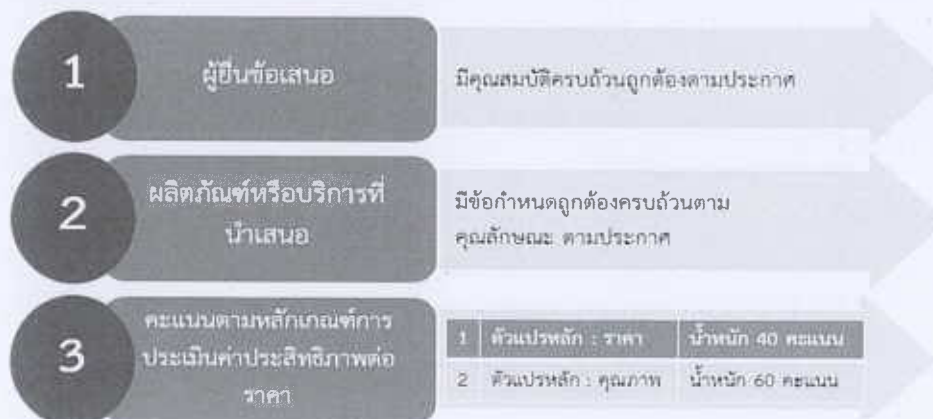 1
ผู้ยื่นข้อเสนอ
มีคุณสมบัติครบถ้วนถูกต้องตามประกาศ
2
ผลิตภัณฑ์หรือบริการที่
นำเสนอ
มีข้อกำหนดถูกต้องครบถ้วนตาม
คุณลักษณะ ตามประกาศ
3
คะแนนตามหลักเกณฑ์การ
ประเมินค่าประสิทธิภาพต่อ
ราคา
1 ตัวแปรหลัก : ราคา น้ำหนัก 40 คะแนน
2 ตัวแปรหลัก : คุณภาพ น้ำหนัก 60 คะแนน